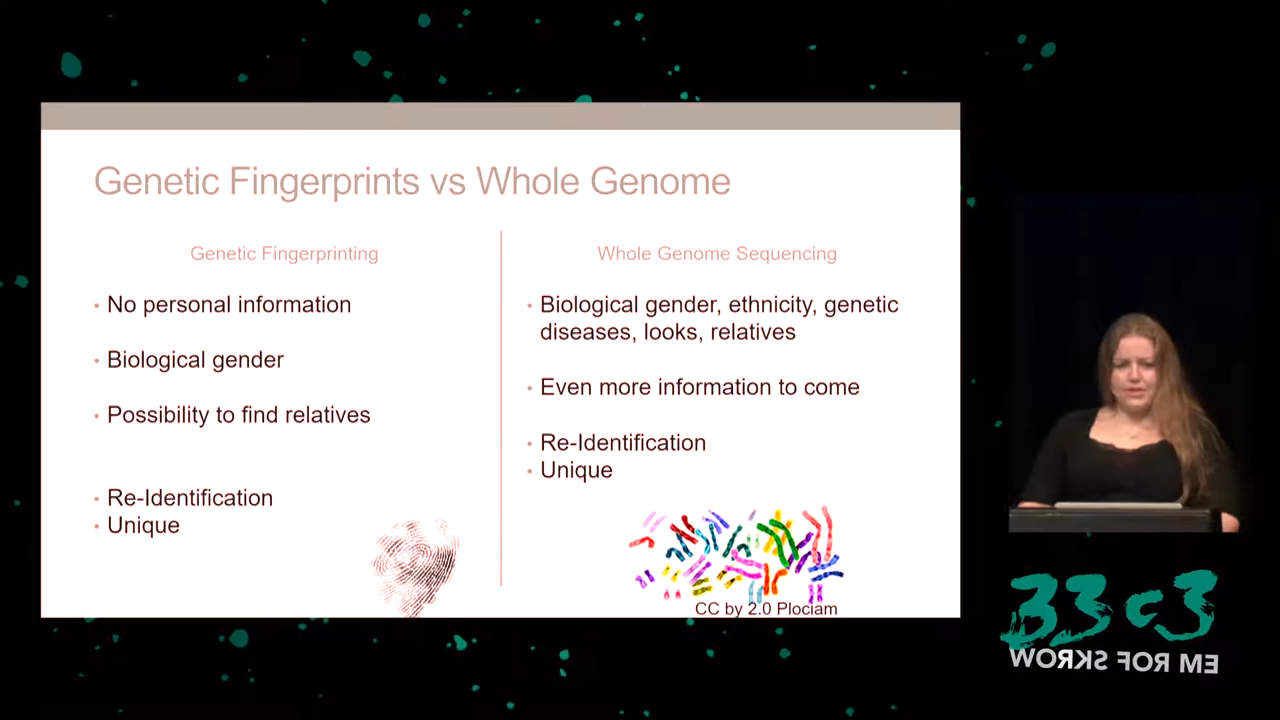 Genetic Fingerprints vs Whole Genome
Genetic Fingerprinting
• No personal information
• Biological gender
• Possibility to find relatives
• Re-Identification
• Unique
Whole Genome Sequencing
• Biological gender, ethnicity, genetic
diseases, looks, relatives
• Even more information to come
• Re-Identification
• Unique
CC by 2.0 Plociam
33c3
WORKS FOR ME